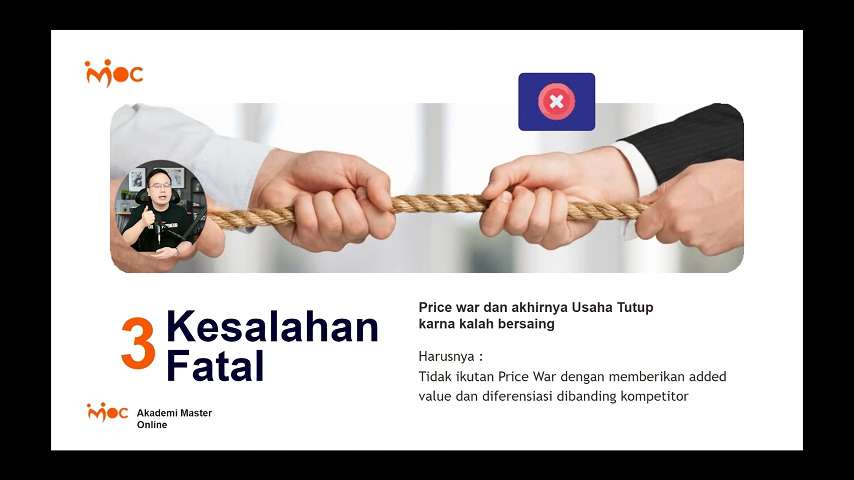 MOC
3 Kesalahan
Fatal
Price war dan akhirnya Usaha Tutup
karna kalah bersaing
Harusnya :
Tidak ikutan Price War dengan memberikan added
value dan diferensiasi dibanding kompetitor
MOC
Akademi Master
Online